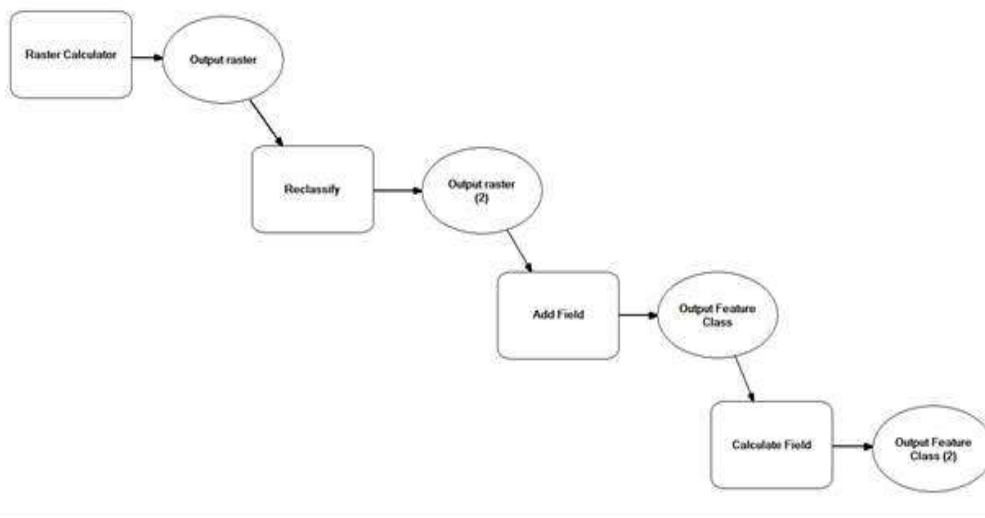 Raster Calculator
Output raster
Reclassify
Output raster
(2)
Add Field
Output Feature
Class
Calculate Field
Output Feature
Class (2)